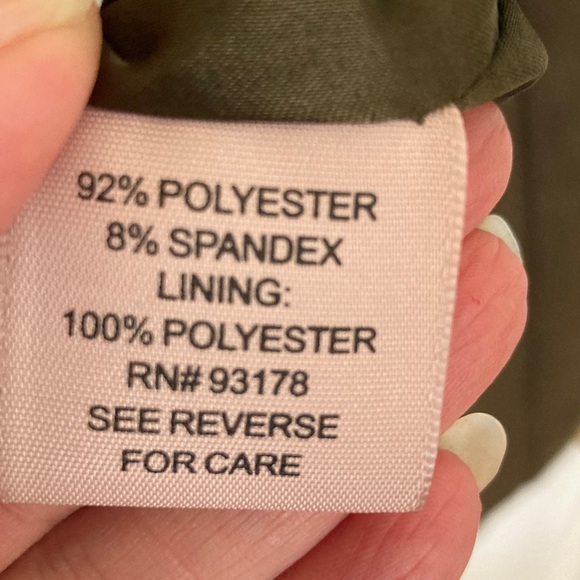 92% POLYESTER
8% SPANDEX
LINING:
100% POLYESTER
RN# 93178
SEE REVERSE
FOR CARE